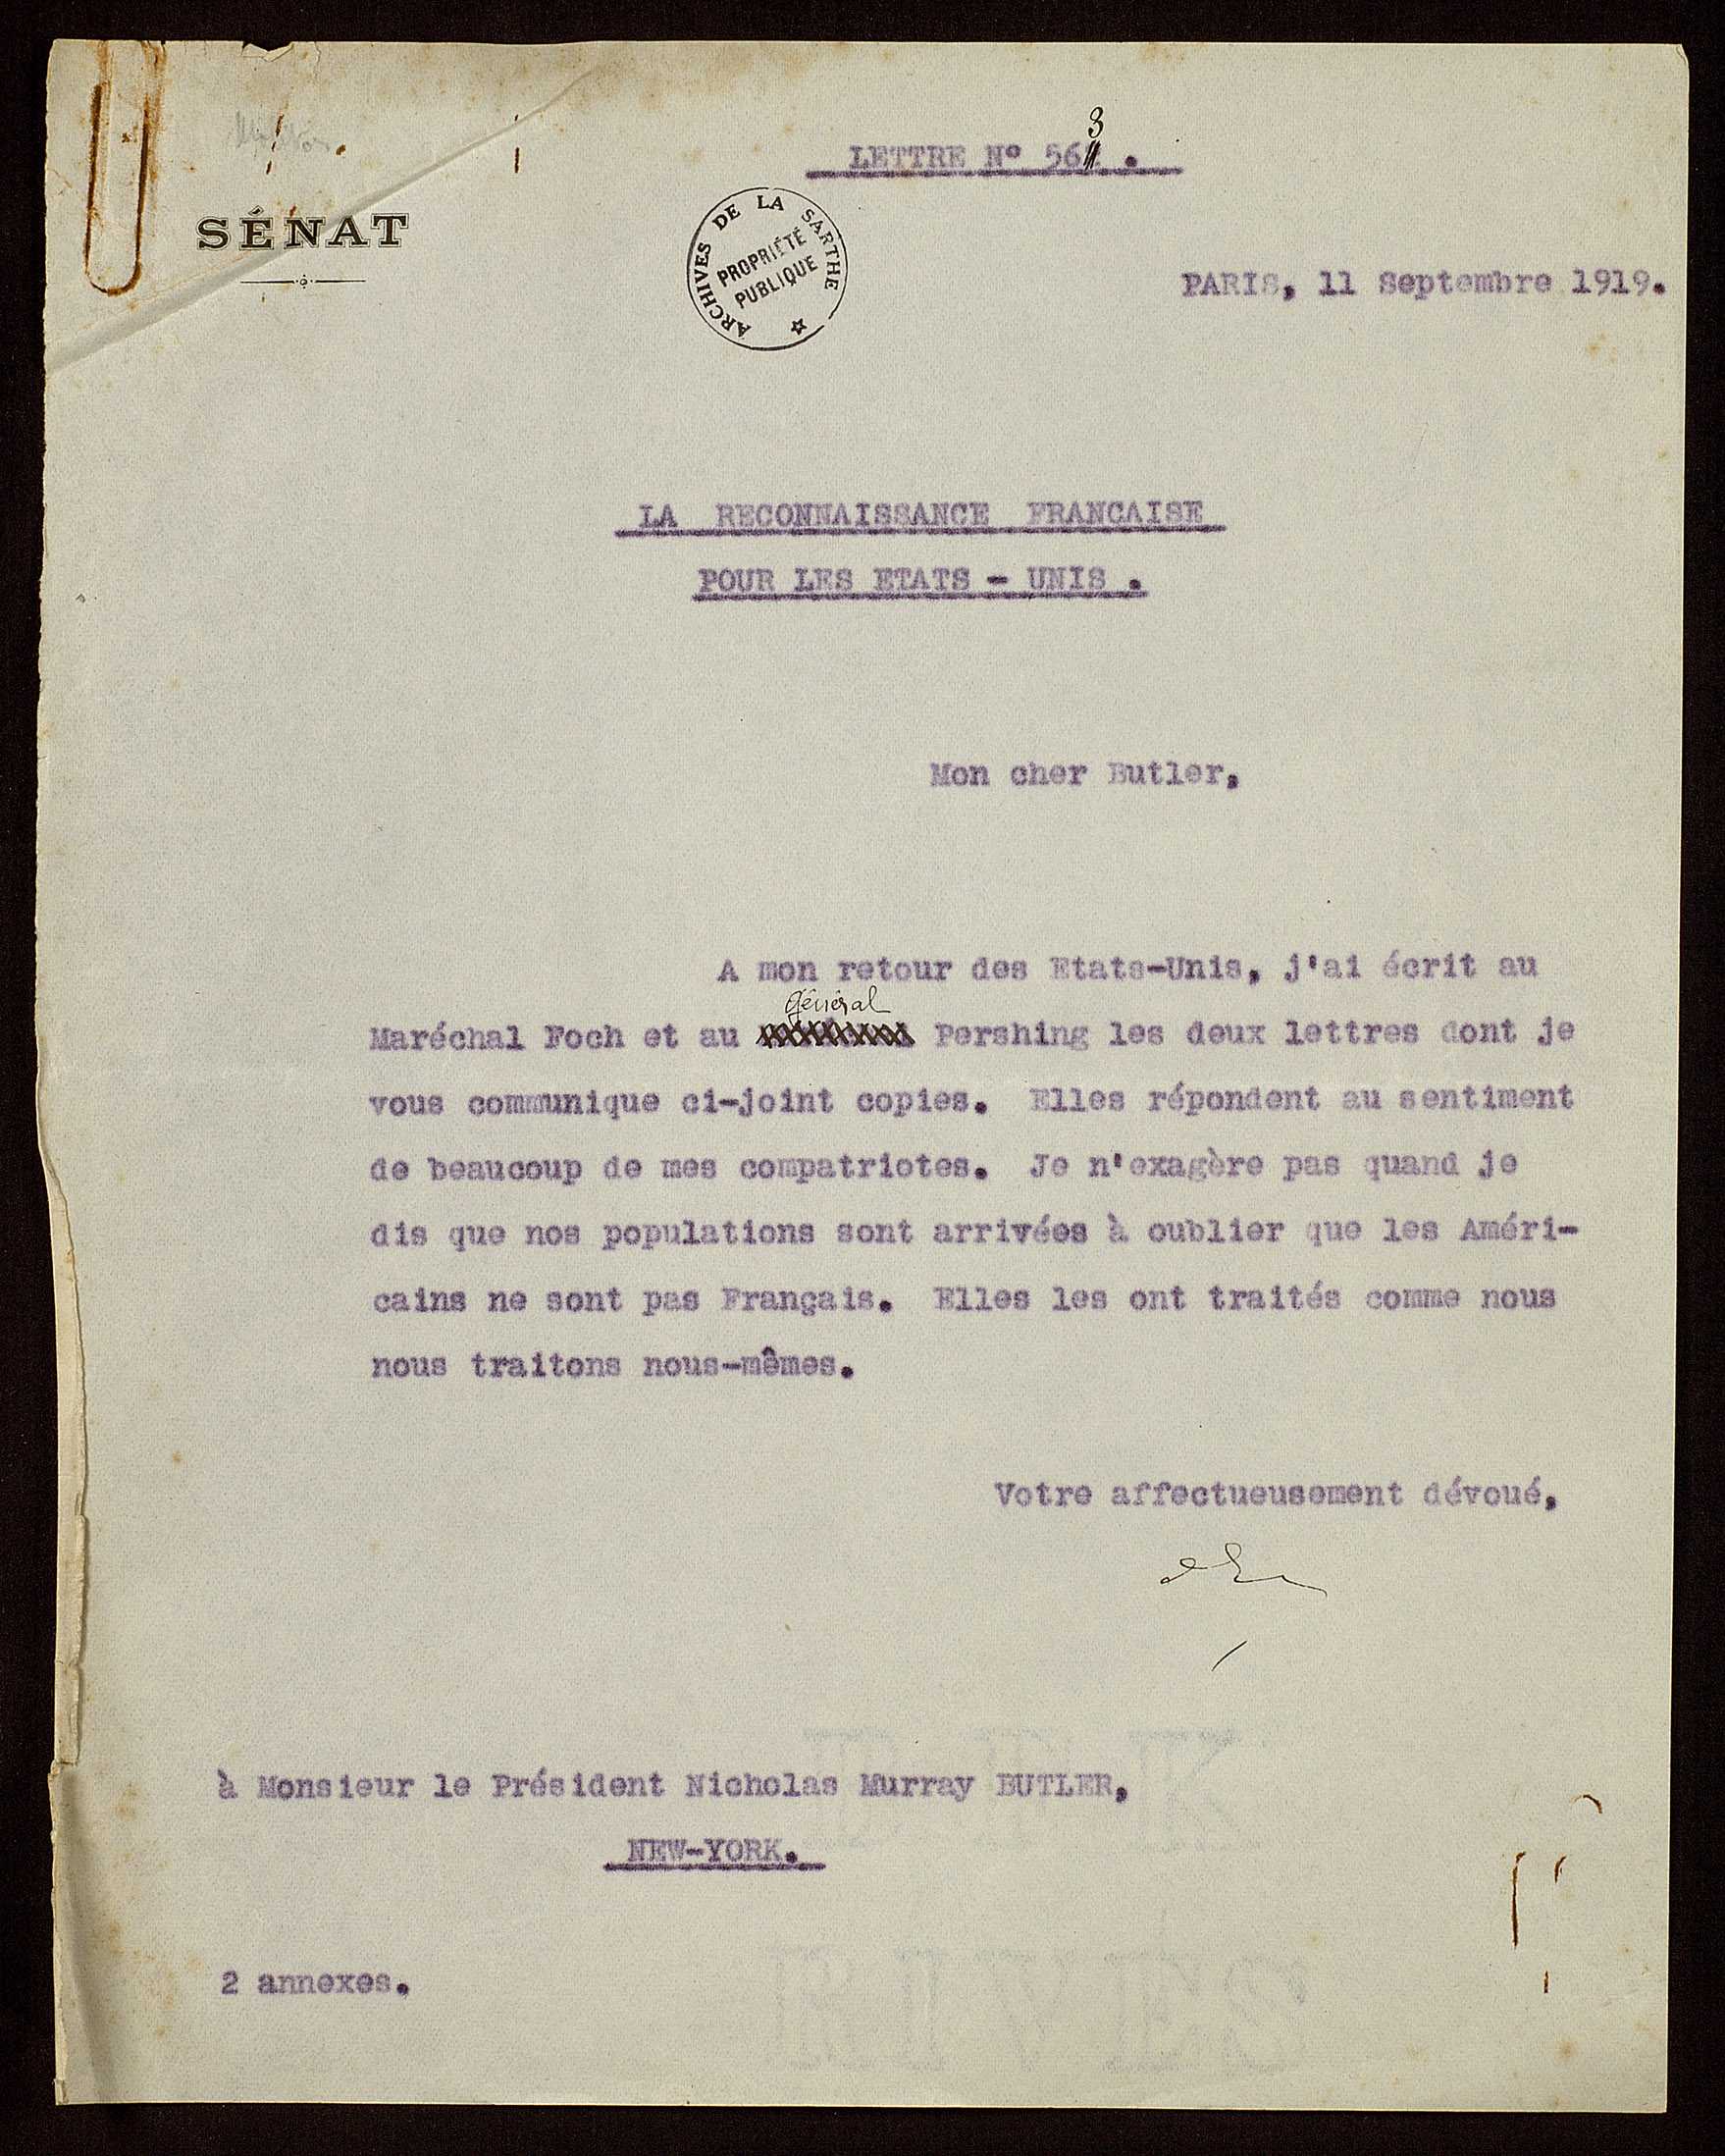 LETTRE N° 563.
SÉNAT
ARCHIVES DE LA SARTHE
PROPRIÉTÉ
PUBLIQUE
PARIS, 11 Septembre 1919.
LA RECONNAISSANCE FRANCAISE
POUR LES ETATS - UNIS .
Mon cher Butler,
A mon retour des Etats-Unis, j'ai écrit au
général
Maréchal Foch et au Pershing les deux lettres dont je
vous communique ci-joint copies. Elles répondent au sentiment
de beaucoup de mes compatriotes. Je n'exagère pas quand je
dis que nos populations sont arrivées à oublier que les Améri-
cains ne sont pas Français. Elles les ont traités comme nous
nous traitons nous-mêmes.
Votre affectueusement dévoué,
à Monsieur le Président Nicholas Murray BUTLER,
NEW-YORK.
2 annexes.